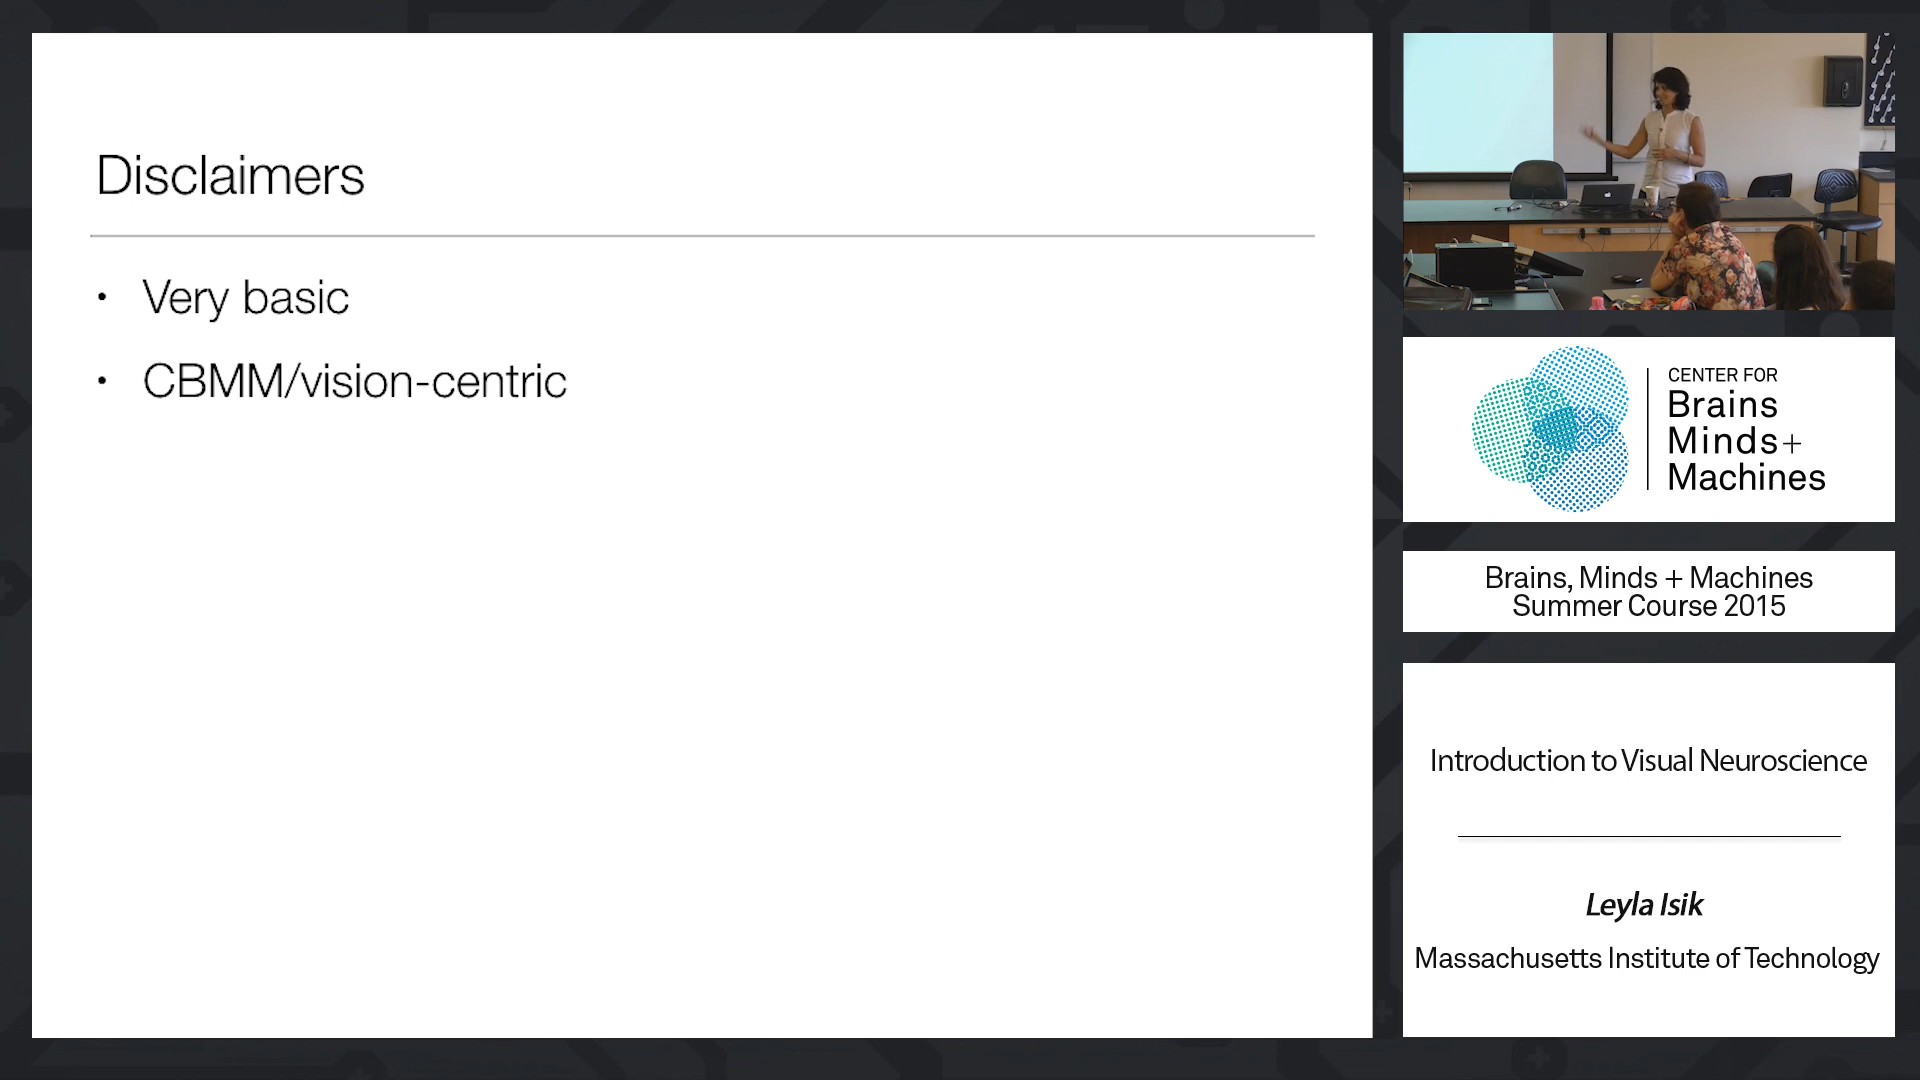 Disclaimers
• Very basic
• CBMM/vision-centric
CENTER FOR
Brains
Minds+
Machines
Brains, Minds + Machines
Summer Course 2015
Introduction to Visual Neuroscience
Leyla Isik
Massachusetts Institute of Technology